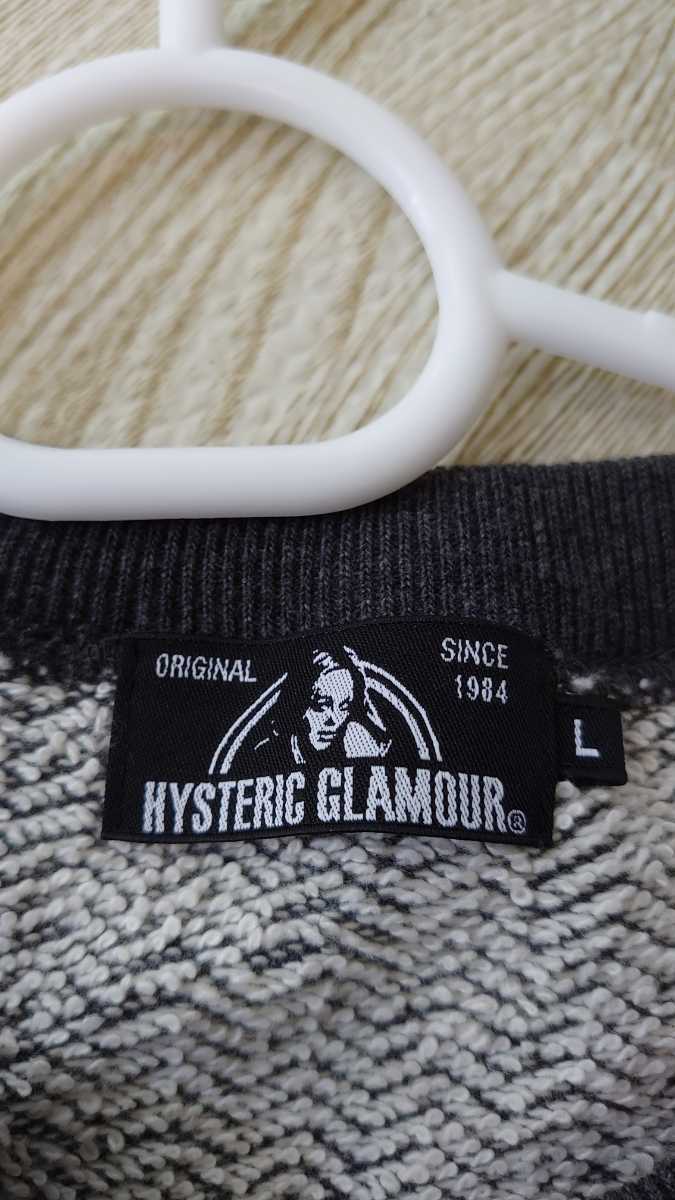 ORIGINAL
SINCE
1984
HYSTERIC GLAMOUR®
L